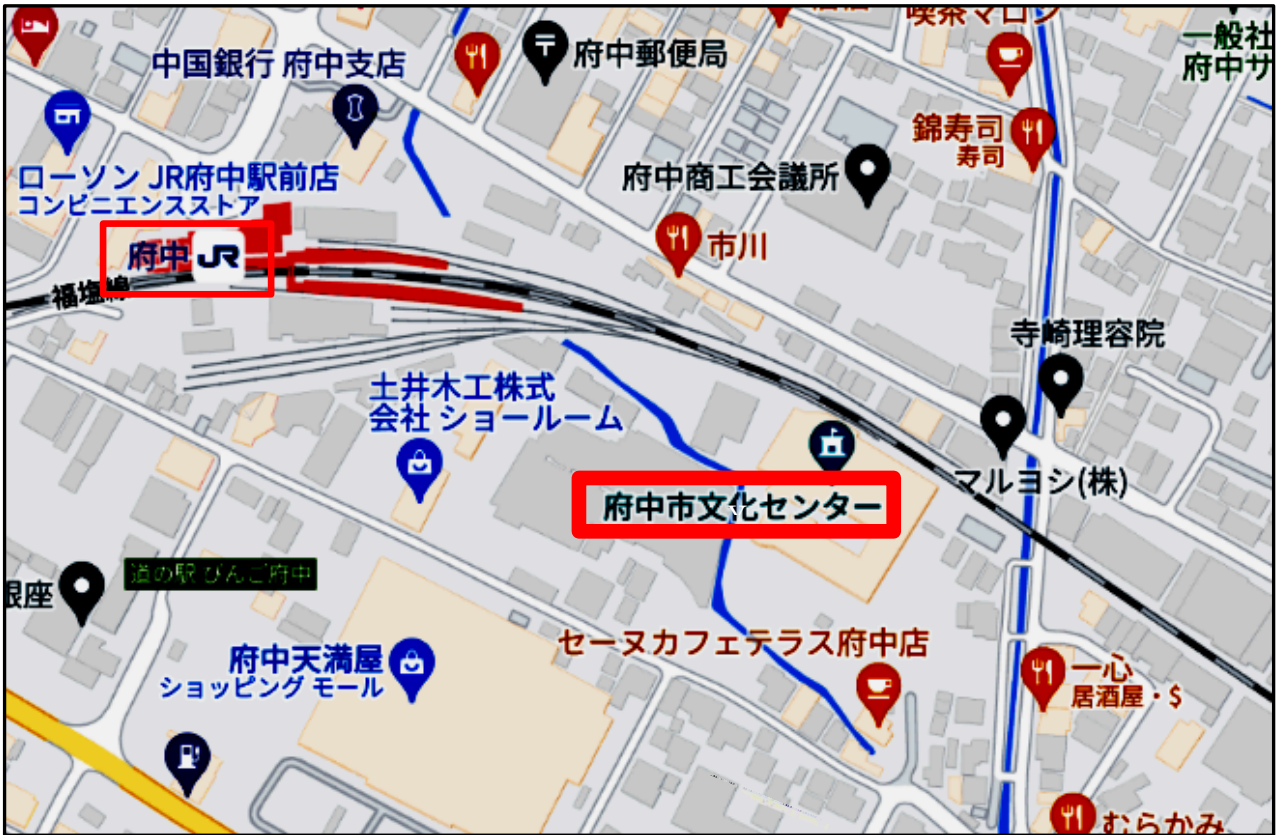 喫茶マロン
一般社
府中サ
中国銀行 府中支店
府中郵便局
錦寿司
寿司
ローソン JR府中駅前店
コンビニエンスストア
府中商工会議所
市川
府中 JR
福塩線
寺崎理容院
土井木工株式
会社 ショールーム
マルヨシ(株)
府中市文化センター
道の駅 びんご府中
銀座
セーヌカフェテラス府中店
府中天満屋
ショッピング モール
一心
居酒屋・$
むらかみ